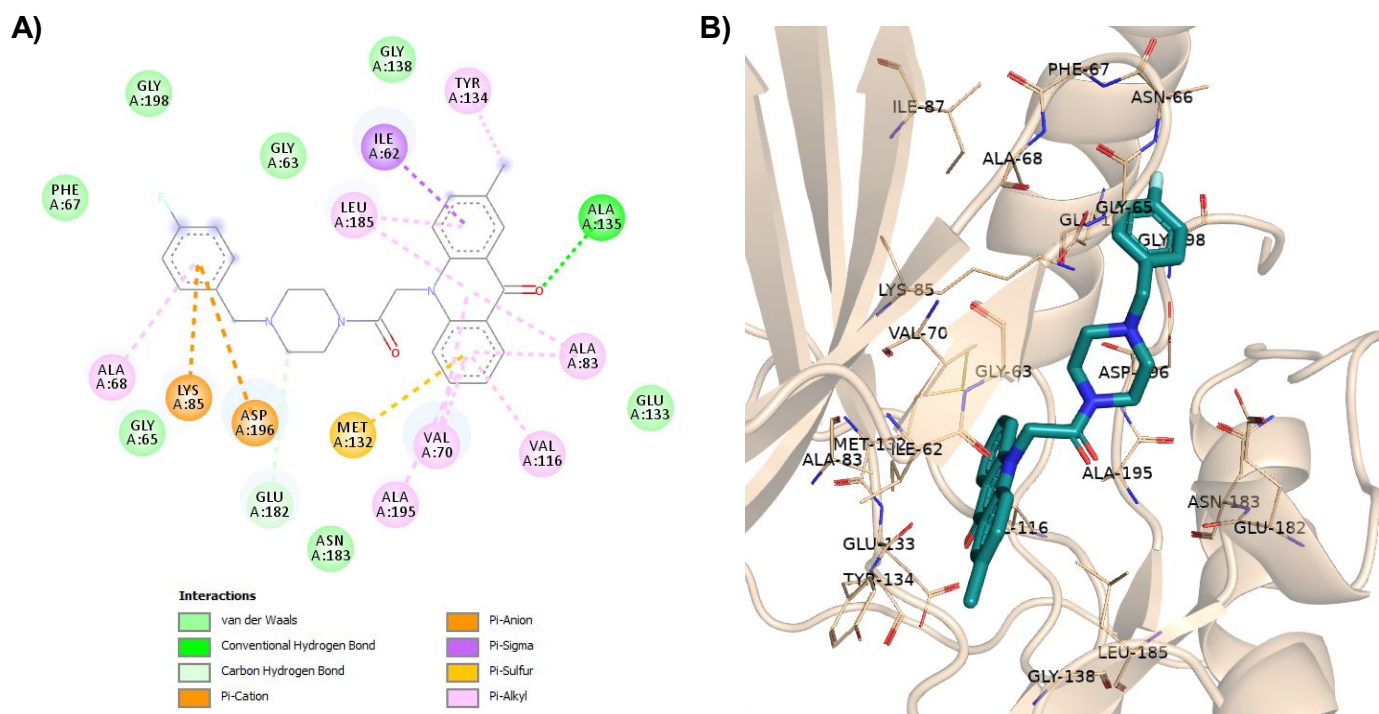 A)
B)
GLY
A:138
TYR
A:134
GLY
A:198
ILE
A:62
GLY
A:63
PHE
A:67
LEU
A:185
ALA
A:135
F
N
N
N
O
O
ALA
A:68
LYS
A:85
ASP
A:196
MET
A:132
VAL
A:70
VAL
A:116
ALA
A:83
GLU
A:133
GLY
A:65
GLU
A:182
ALA
A:195
ASN
A:183
Interactions
van der Waals
Conventional Hydrogen Bond
Carbon Hydrogen Bond
Pi-Cation
Pi-Anion
Pi-Sigma
Pi-Sulfur
Pi-Alkyl
PHE-67
ASN-66
ILE-87
ALA-68
GLY-65
LYS-85
VAL-70
GLY-63
MET-132
ALA-83
ILE-62
ALA-195
ASN-183
GLU-182
GLU-133
TYR-134
LEU-185
GLY-138